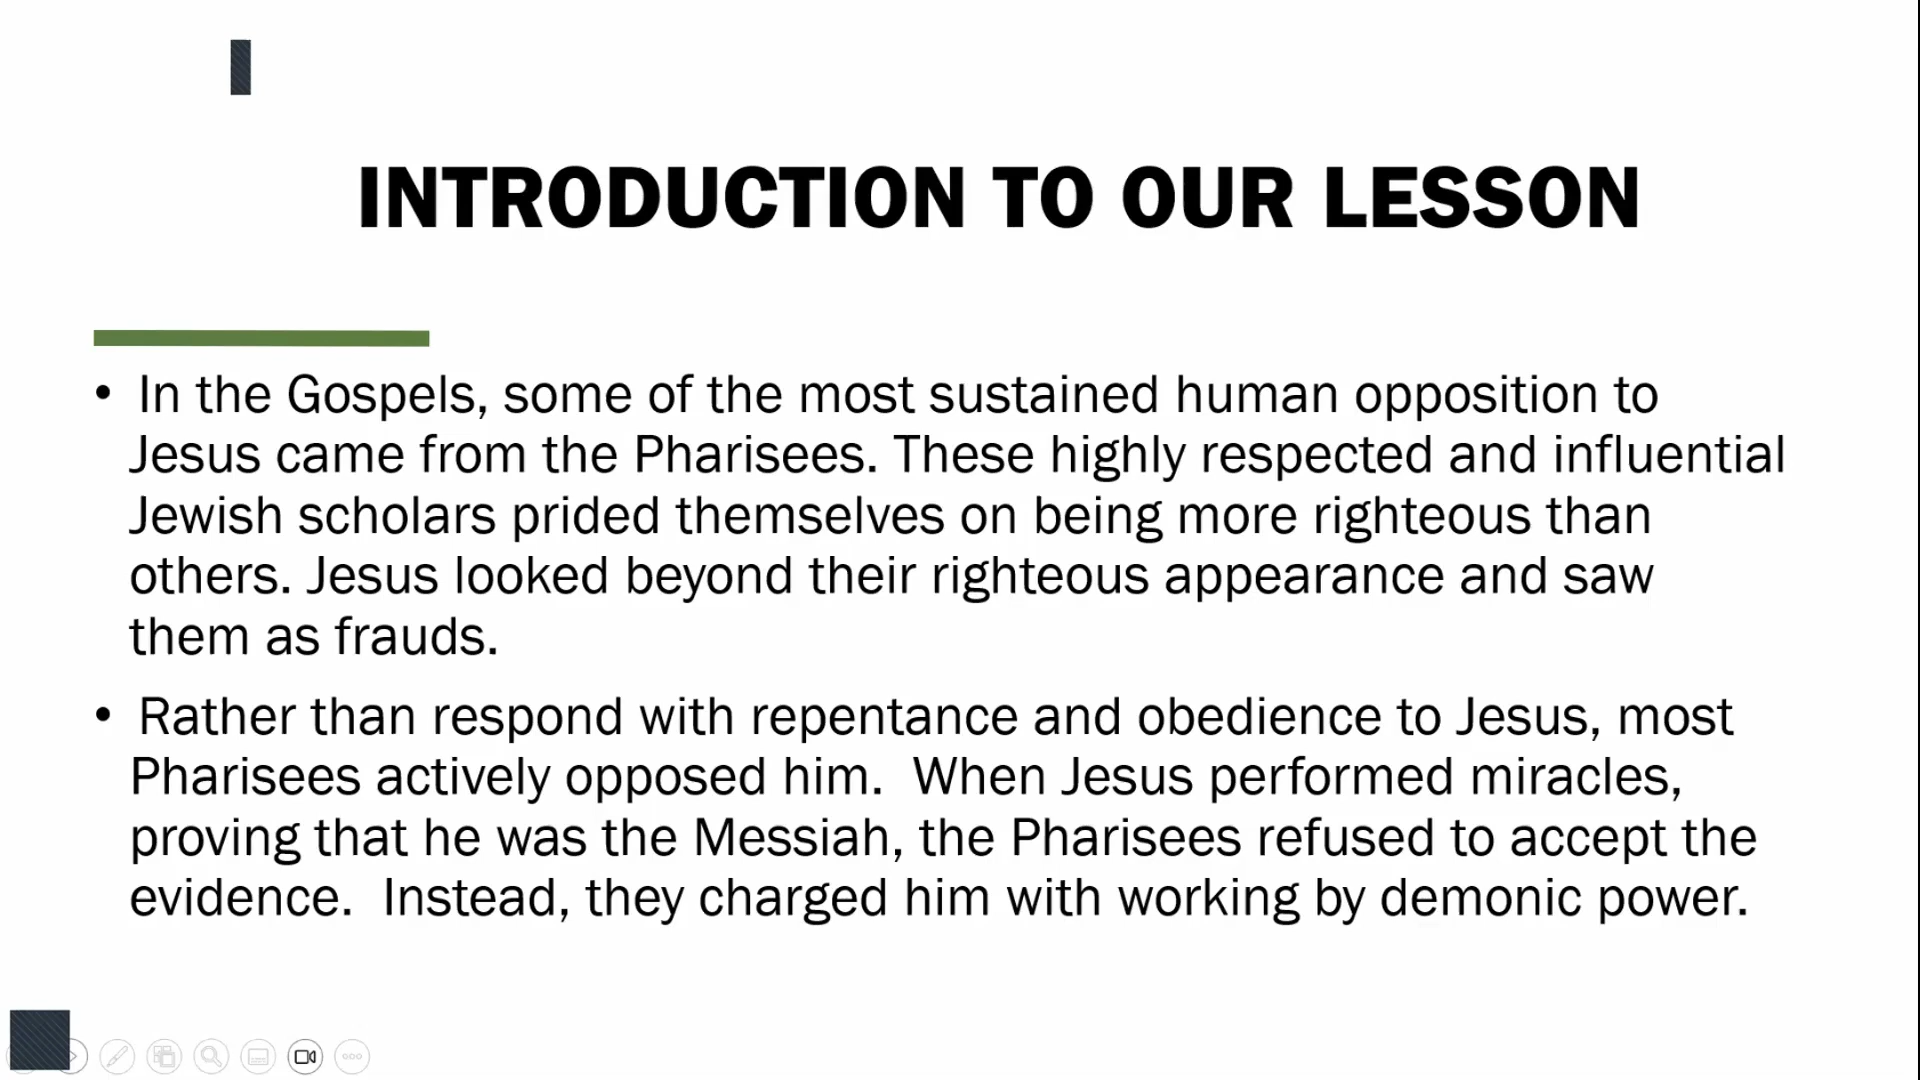 INTRODUCTION TO OUR LESSON
• In the Gospels, some of the most sustained human opposition to
Jesus came from the Pharisees. These highly respected and influential
Jewish scholars prided themselves on being more righteous than
others. Jesus looked beyond their righteous appearance and saw
them as frauds.
• Rather than respond with repentance and obedience to Jesus, most
Pharisees actively opposed him.  When Jesus performed miracles,
proving that he was the Messiah, the Pharisees refused to accept the
evidence.  Instead, they charged him with working by demonic power.